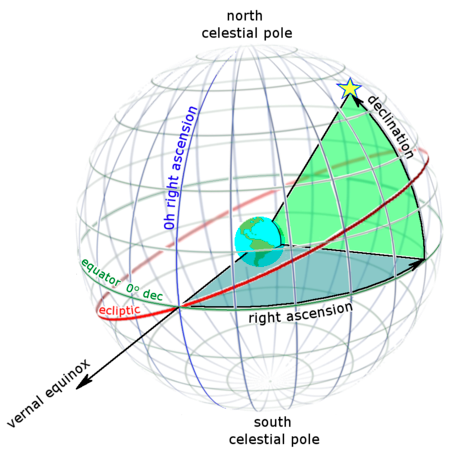 north
celestial pole
declination
0h right ascension
equator 0° dec
ecliptic
right ascension
vernal equinox
south
celestial pole